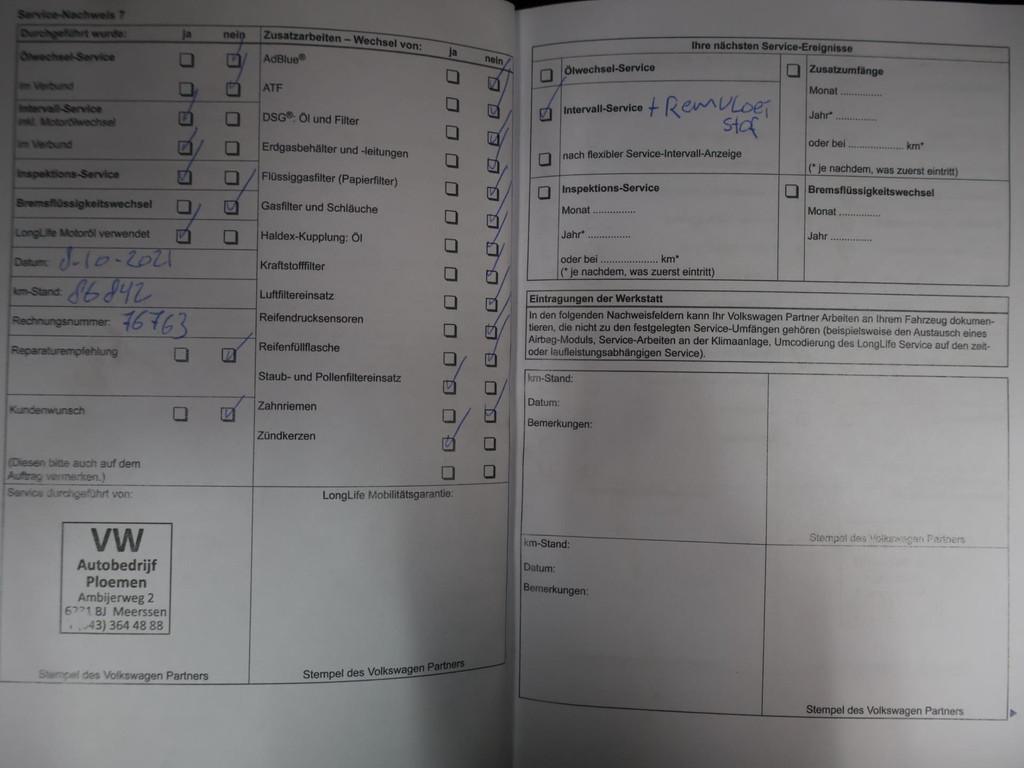 Service-Nachweis 7
Durchgeführt wurde: ja nein
Ölwechsel-Service
im Verbund
Intervall-Service
inkl. Motorölwechsel
im Verbund
Inspektions-Service
Bremsflüssigkeitswechsel
LongLife Motoröl verwendet
Datum: 8-10-2021
km-Stand: 86842
Rechnungsnummer: 76763
Reparaturempfehlung
Kundenwunsch
(Diesen bitte auch auf dem
Auftrag vermerken.)
Service durchgeführt von:
VW
Autobedrijf
Ploemen
Ambijerweg 2
BJ Meerssen
43) 364 48 88
Stempel des Volkswagen Partners
Zusatzarbeiten – Wechsel von: ja nein
AdBlue®
ATF
DSG®: Öl und Filter
Erdgasbehälter und -leitungen
Flüssiggasfilter (Papierfilter)
Gasfilter und Schläuche
Haldex-Kupplung: Öl
Kraftstofffilter
Luftfiltereinsatz
Reifendrucksensoren
Reifenfüllflasche
Staub- und Pollenfiltereinsatz
Zahnriemen
Zündkerzen
LongLife Mobilitätsgarantie:
Stempel des Volkswagen Partners
Ihre nächsten Service-Ereignisse
Ölwechsel-Service
Intervall-Service + Remvloei
stof
nach flexibler Service-Intervall-Anzeige
Zusatzumfänge
Monat ..............
Jahr* ..............
oder bei .................... km*
(* je nachdem, was zuerst eintritt)
Inspektions-Service
Monat ..............
Jahr* ..............
oder bei .................... km*
(* je nachdem, was zuerst eintritt)
Bremsflüssigkeitswechsel
Monat ..............
Jahr ..............
Eintragungen der Werkstatt
In den folgenden Nachweisfeldern kann Ihr Volkswagen Partner Arbeiten an Ihrem Fahrzeug dokumen-
tieren, die nicht zu den festgelegten Service-Umfängen gehören (beispielsweise den Austausch eines
Airbag-Moduls, Service-Arbeiten an der Klimaanlage, Umcodierung des LongLife Service auf den zeit-
oder laufleistungsabhängigen Service).
km-Stand:
Datum:
Bemerkungen:
Stempel des Volkswagen Partners
km-Stand:
Datum:
Bemerkungen:
Stempel des Volkswagen Partners